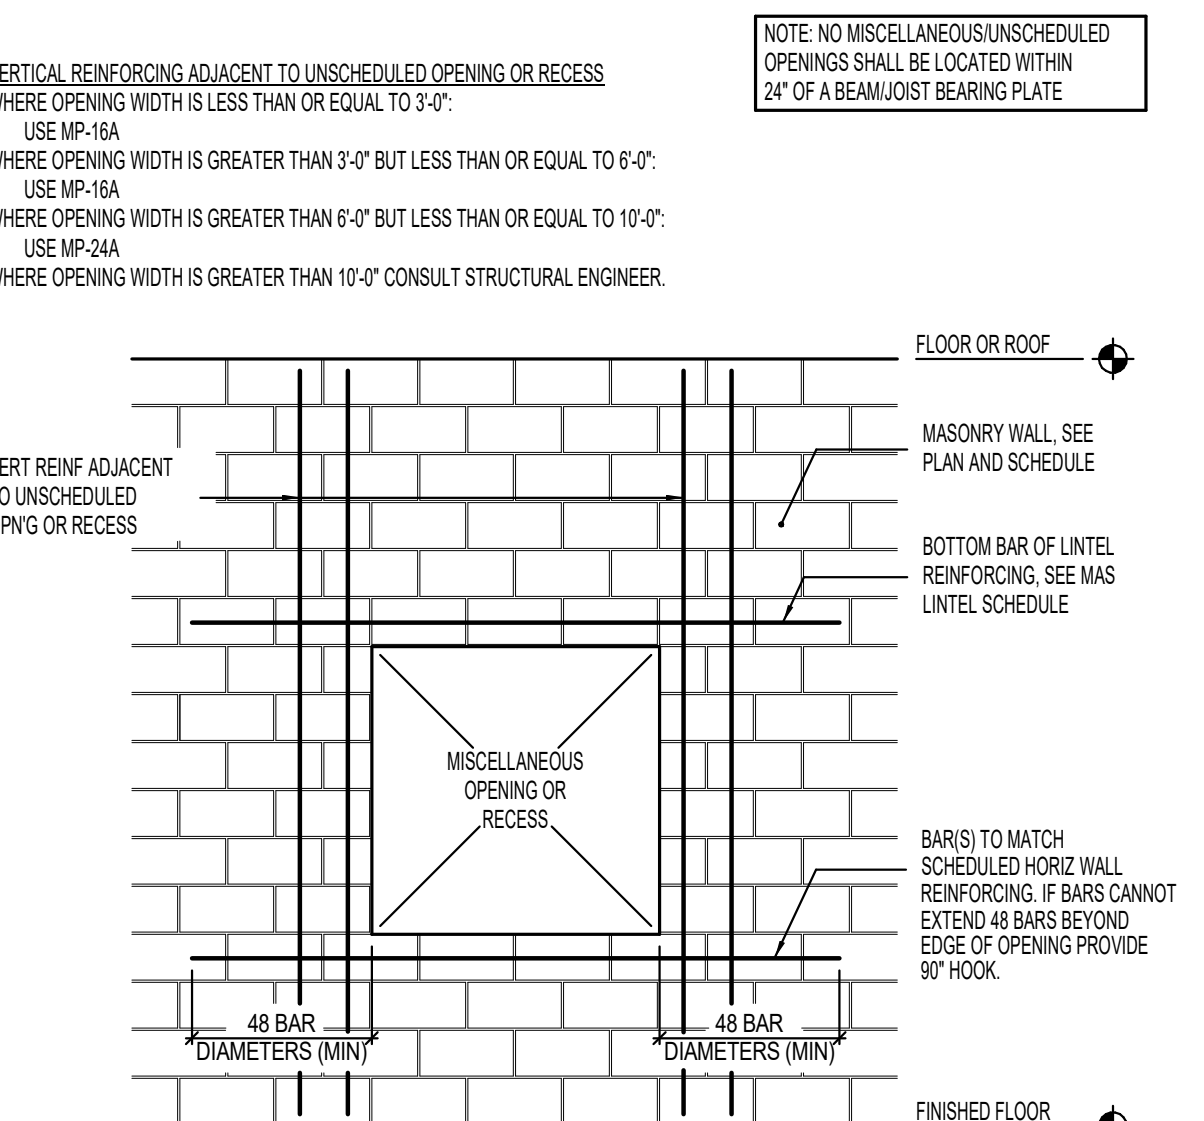 NOTE: NO MISCELLANEOUS/UNSCHEDULED
OPENINGS SHALL BE LOCATED WITHIN
24" OF A BEAM/JOIST BEARING PLATE
ERTICAL REINFORCING ADJACENT TO UNSCHEDULED OPENING OR RECESS
WHERE OPENING WIDTH IS LESS THAN OR EQUAL TO 3'-0":
USE MP-16A
WHERE OPENING WIDTH IS GREATER THAN 3'-0" BUT LESS THAN OR EQUAL TO 6'-0":
USE MP-16A
WHERE OPENING WIDTH IS GREATER THAN 6'-0" BUT LESS THAN OR EQUAL TO 10'-0":
USE MP-24A
WHERE OPENING WIDTH IS GREATER THAN 10'-0" CONSULT STRUCTURAL ENGINEER.
FLOOR OR ROOF
MASONRY WALL, SEE
PLAN AND SCHEDULE
ERT REINF ADJACENT
O UNSCHEDULED
PN'G OR RECESS
BOTTOM BAR OF LINTEL
REINFORCING, SEE MAS
LINTEL SCHEDULE
MISCELLANEOUS
OPENING OR
RECESS
BAR(S) TO MATCH
SCHEDULED HORIZ WALL
REINFORCING. IF BARS CANNOT
EXTEND 48 BARS BEYOND
EDGE OF OPENING PROVIDE
90" HOOK.
48 BAR
DIAMETERS (MIN)
48 BAR
DIAMETERS (MIN)
FINISHED FLOOR